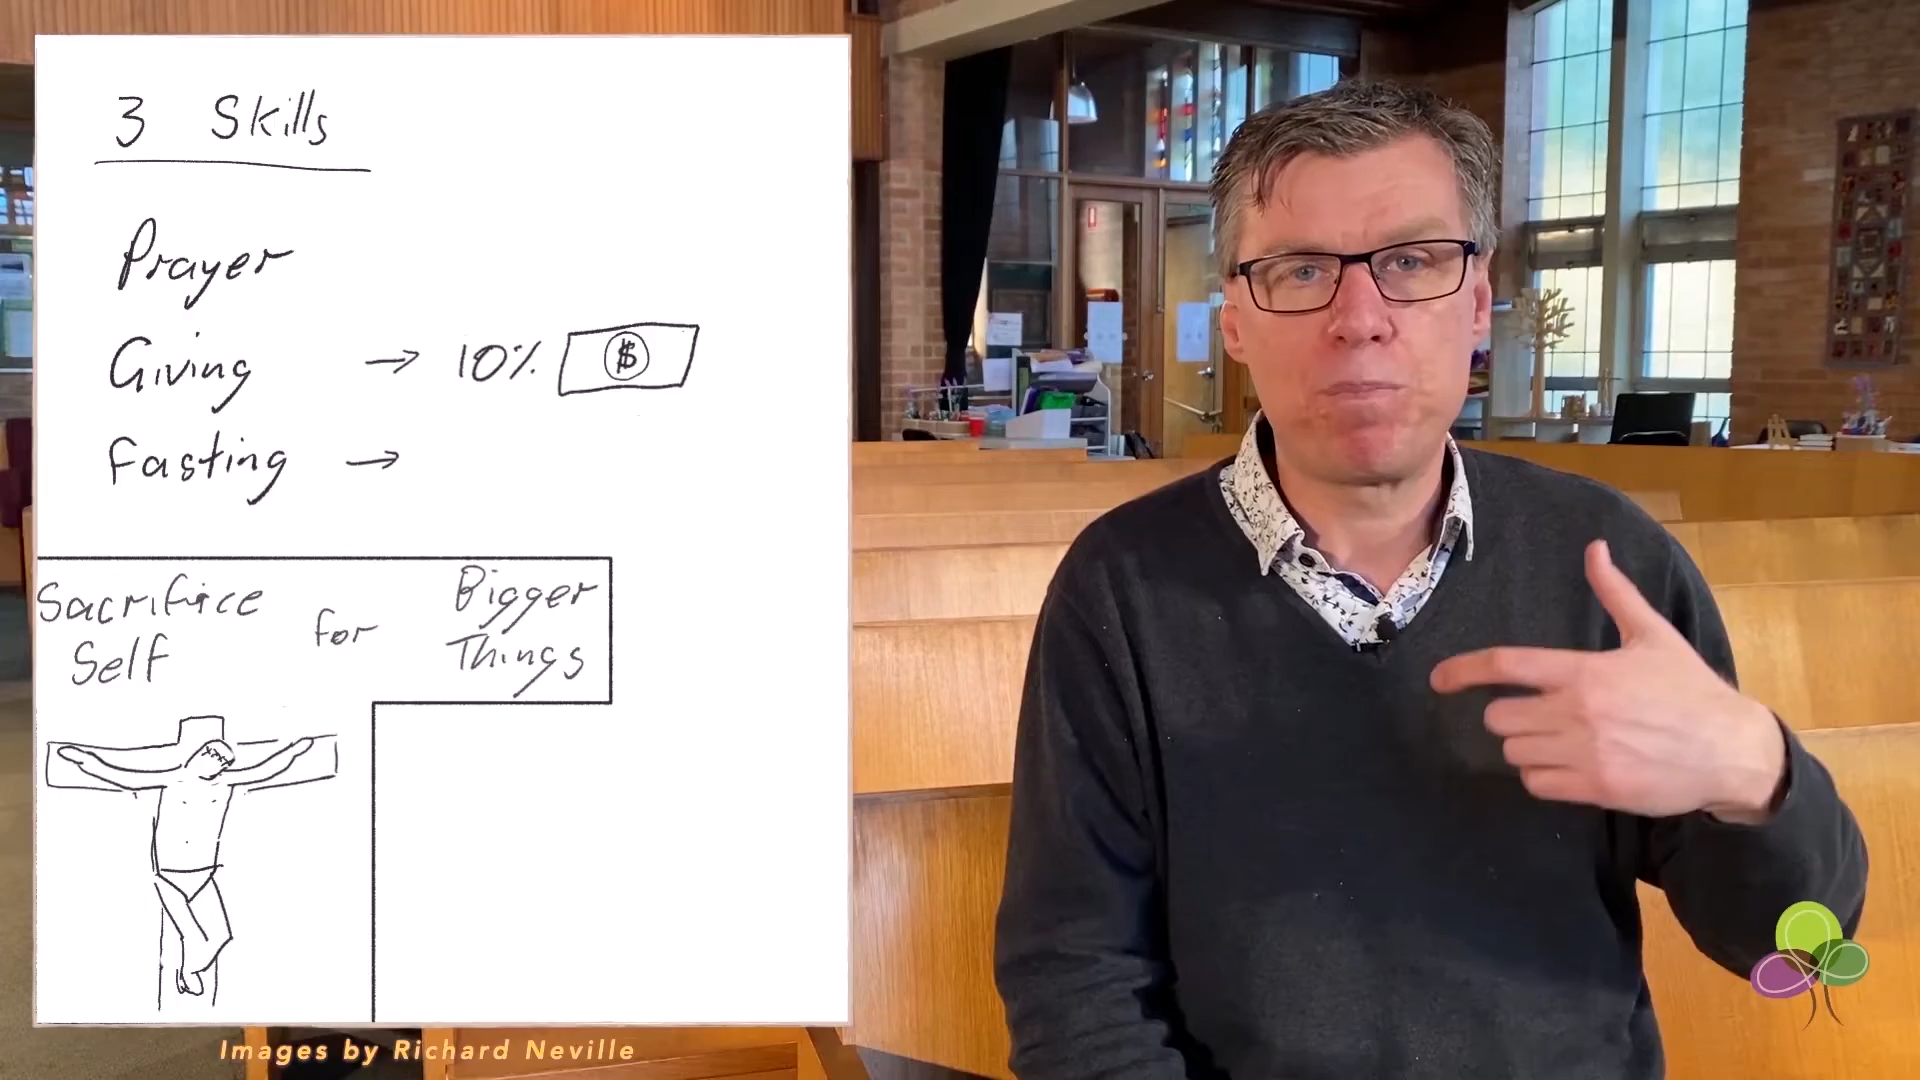 3 Skills
Prayer
Giving → 10% $
Fasting →
Sacrifice Self for Bigger Things
Images by Richard Neville